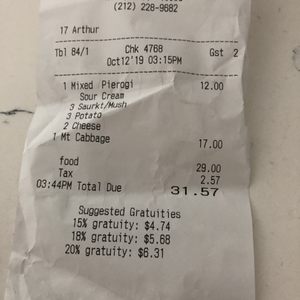 (212) 228-9682
17 Arthur
Tbl 84/1 Chk 4768 Gst 2
Oct12'19 03:15PM
1 Mixed Pierogi 12.00
Sour Cream
3 Saurkt/Mush
3 Potato
2 Cheese
1 Mt Cabbage 17.00
food 29.00
Tax 2.57
03:44PM Total Due 31.57
Suggested Gratuities
15% gratuity: $4.74
18% gratuity: $5.68
20% gratuity: $6.31